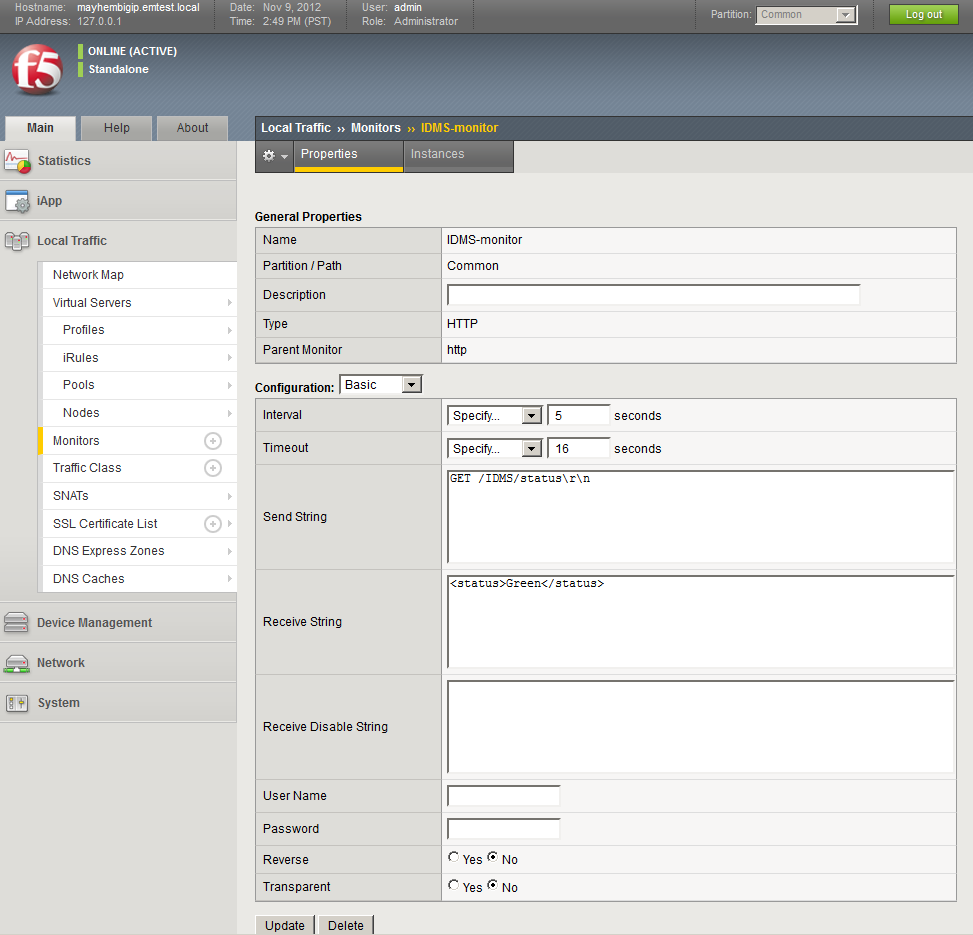 Hostname: mayhembigip.emtest.local Date: Nov 9, 2012 User: admin
IP Address: 127.0.0.1 Time: 2:49 PM (PST) Role: Administrator
Partition: Common Log out
f5
ONLINE (ACTIVE)
Standalone
Main Help About
Local Traffic ›› Monitors ›› IDMS-monitor
Properties Instances
Statistics
iApp
Local Traffic
Network Map
Virtual Servers
Profiles
iRules
Pools
Nodes
Monitors
Traffic Class
SNATs
SSL Certificate List
DNS Express Zones
DNS Caches
Device Management
Network
System
General Properties
Name IDMS-monitor
Partition / Path Common
Description
Type HTTP
Parent Monitor http
Configuration: Basic
Interval Specify... 5 seconds
Timeout Specify... 16 seconds
Send String GET /IDMS/status\r\n
Receive String <status>Green</status>
Receive Disable String
User Name
Password
Reverse Yes No
Transparent Yes No
Update Delete